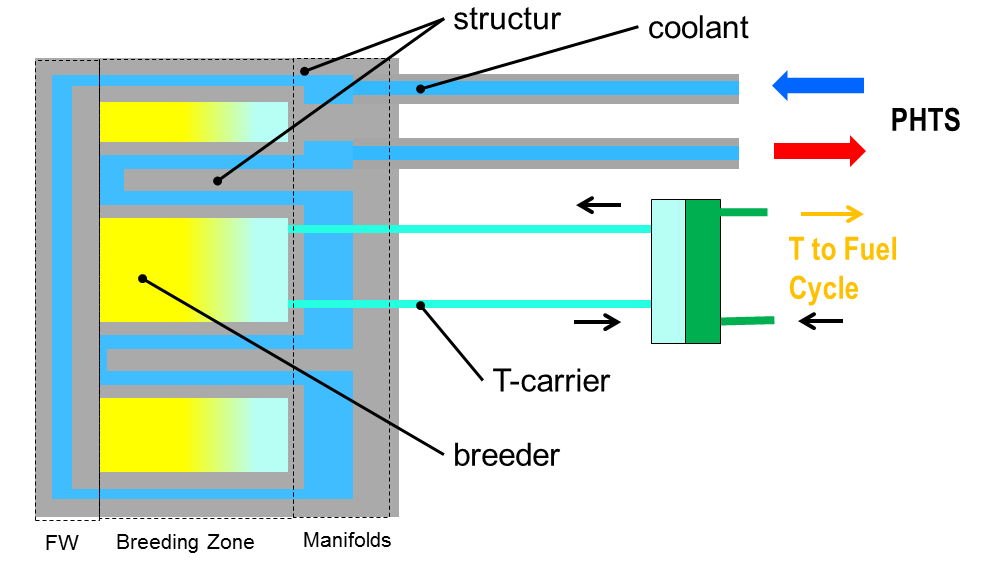 structur
coolant
PHTS
T to Fuel
Cycle
T-carrier
breeder
FW
Breeding Zone
Manifolds